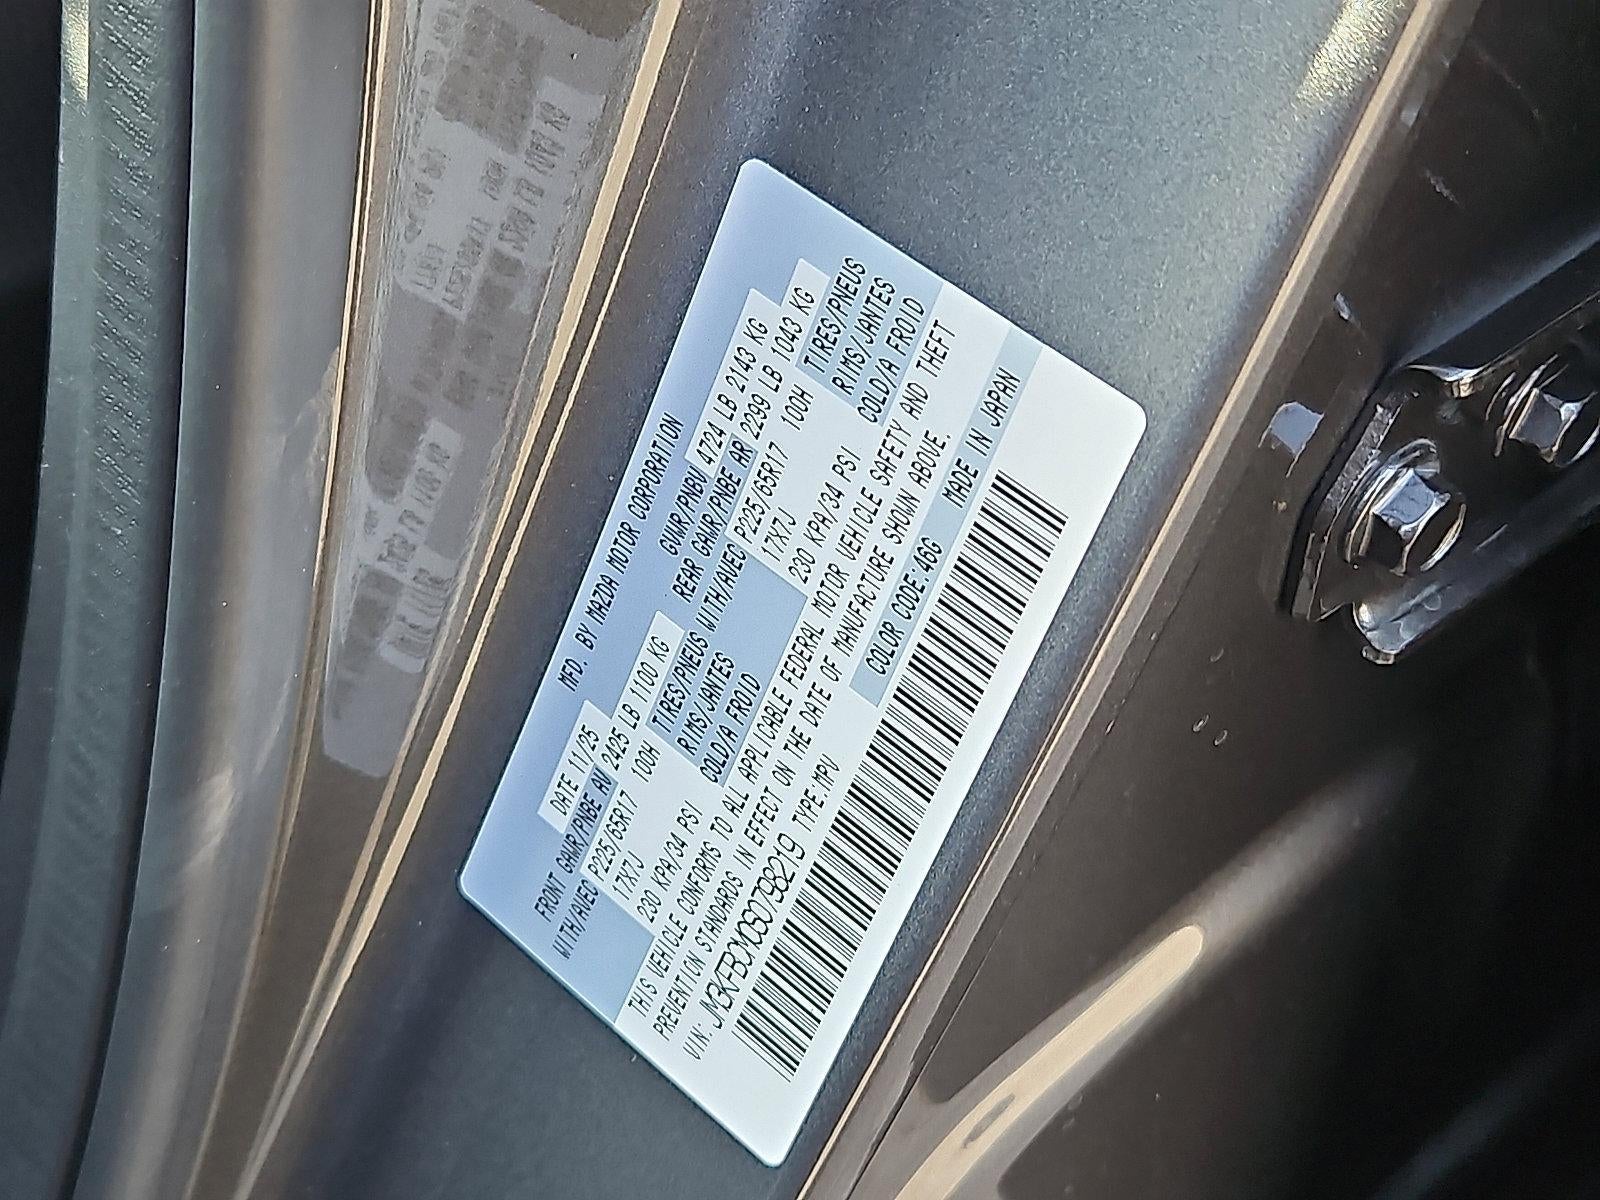 MFD. BY MAZDA MOTOR CORPORATION
DATE 11/25 GVWR/PNBV 4724 LB 2143 KG
FRONT GAWR/PNBE AV 2425 LB 1100 KG REAR GAWR/PNBE AR 2299 LB 1043 KG
WITH/AVEC P225/65R17 100H TIRES/PNEUS WITH/AVEC P225/65R17 100H TIRES/PNEUS
17X7J RIMS/JANTES 17X7J RIMS/JANTES
230 KPA/34 PSI COLD/A FROID 230 KPA/34 PSI COLD/A FROID
THIS VEHICLE CONFORMS TO ALL APPLICABLE FEDERAL MOTOR VEHICLE SAFETY AND THEFT
PREVENTION STANDARDS IN EFFECT ON THE DATE OF MANUFACTURE SHOWN ABOVE.
VIN: JM3KFBCM0S0798219 TYPE:MPV COLOR CODE:46G MADE IN JAPAN